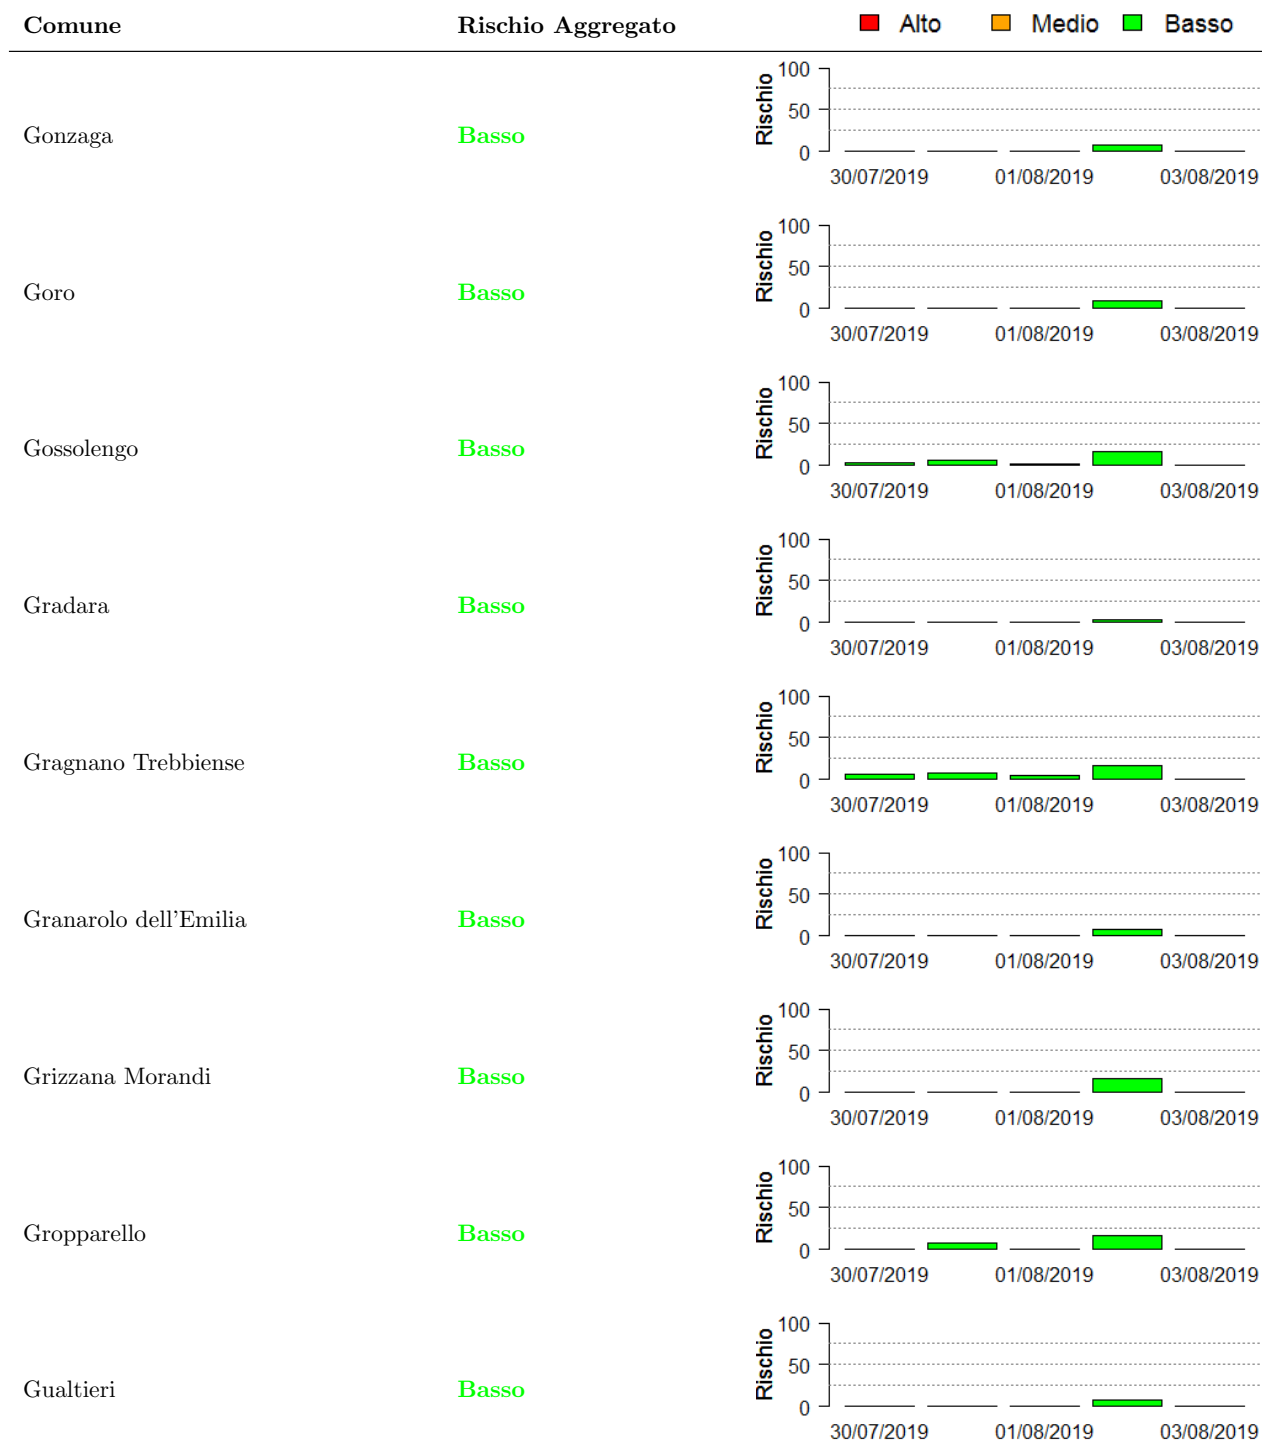 Comune Rischio Aggregato Alto Medio Basso
100
50
0
Rischio
Gonzaga Basso
30/07/2019 01/08/2019 03/08/2019
100
50
0
Rischio
Goro Basso
30/07/2019 01/08/2019 03/08/2019
100
50
0
Rischio
Gossolengo Basso
30/07/2019 01/08/2019 03/08/2019
100
50
0
Rischio
Gradara Basso
30/07/2019 01/08/2019 03/08/2019
100
50
0
Rischio
Gragnano Trebbiense Basso
30/07/2019 01/08/2019 03/08/2019
100
50
0
Rischio
Granarolo dell'Emilia Basso
30/07/2019 01/08/2019 03/08/2019
100
50
0
Rischio
Grizzana Morandi Basso
30/07/2019 01/08/2019 03/08/2019
100
50
0
Rischio
Gropparello Basso
30/07/2019 01/08/2019 03/08/2019
100
50
0
Rischio
Gualtieri Basso
30/07/2019 01/08/2019 03/08/2019